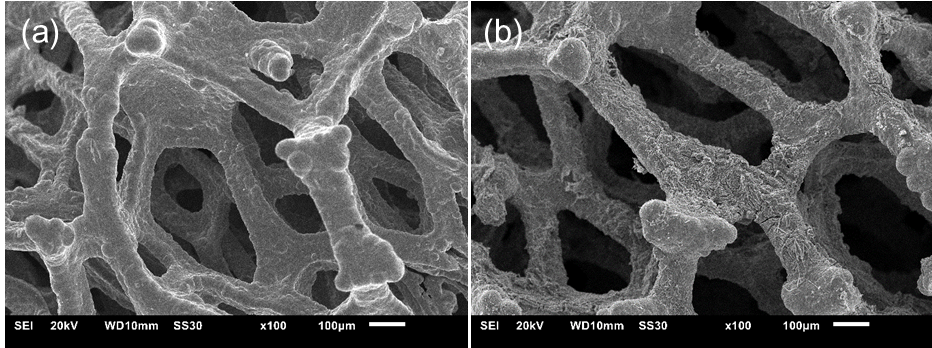 (a)
(b)
SEI 20kV WD10mm SS30 x100 100µm
SEI 20kV WD10mm SS30 x100 100µm